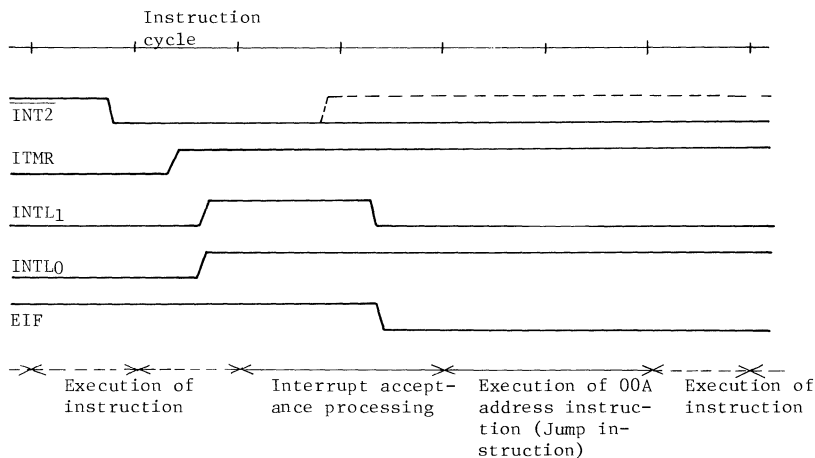 Instruction
cycle
INT2
ITMR
INTL1
INTL0
EIF
Execution of
instruction
Interrupt accept-
ance processing
Execution of 00A
address instruc-
tion (Jump in-
struction)
Execution of
instruction